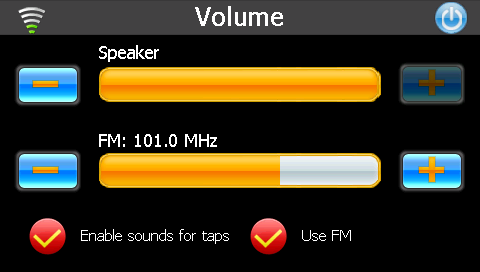 Volume
Speaker
FM: 101.0 MHz
Enable sounds for taps
Use FM